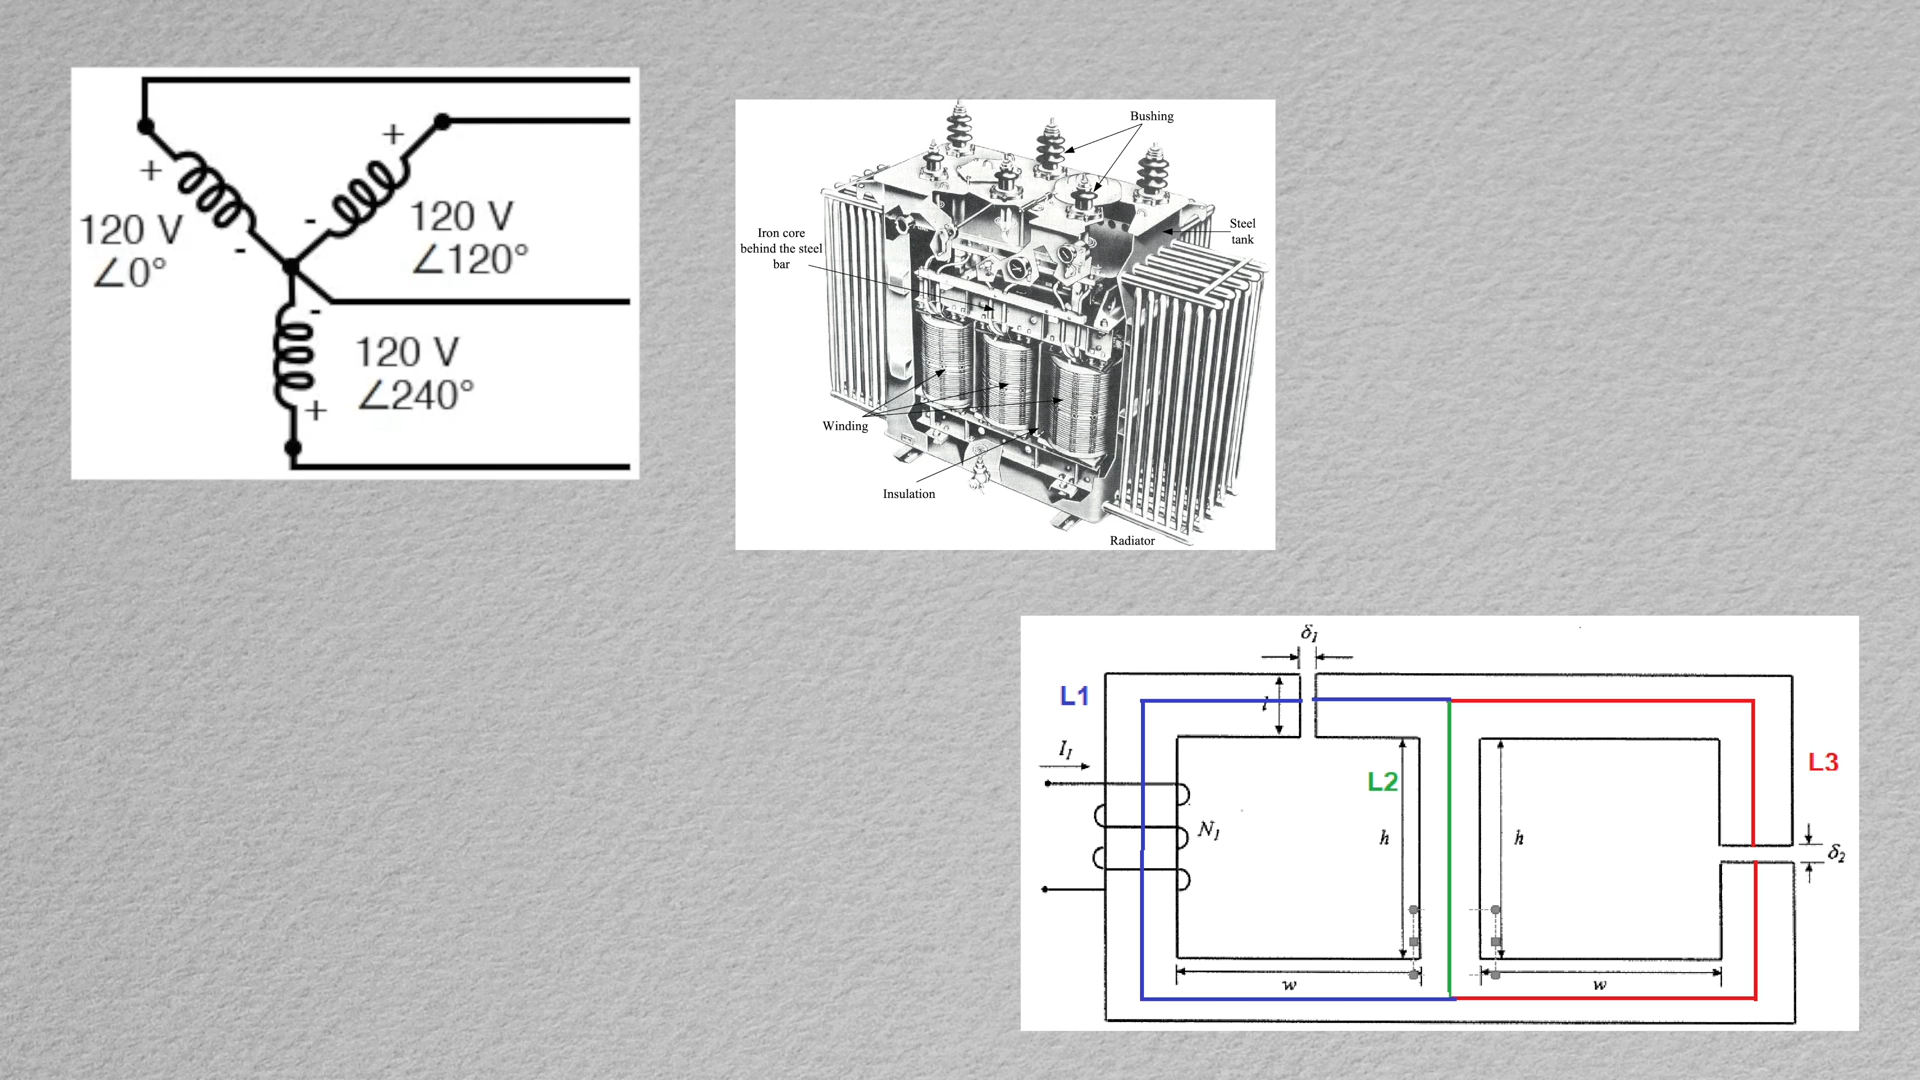 +
+
120 V
∠0°
-
-
120 V
∠120°
-
120 V
∠240°
+
Bushing
Iron core
behind the steel
bar
Steel
tank
Winding
Insulation
Radiator
δ1
L1
l
I1
L2
L3
N1
h
h
δ2
w
w